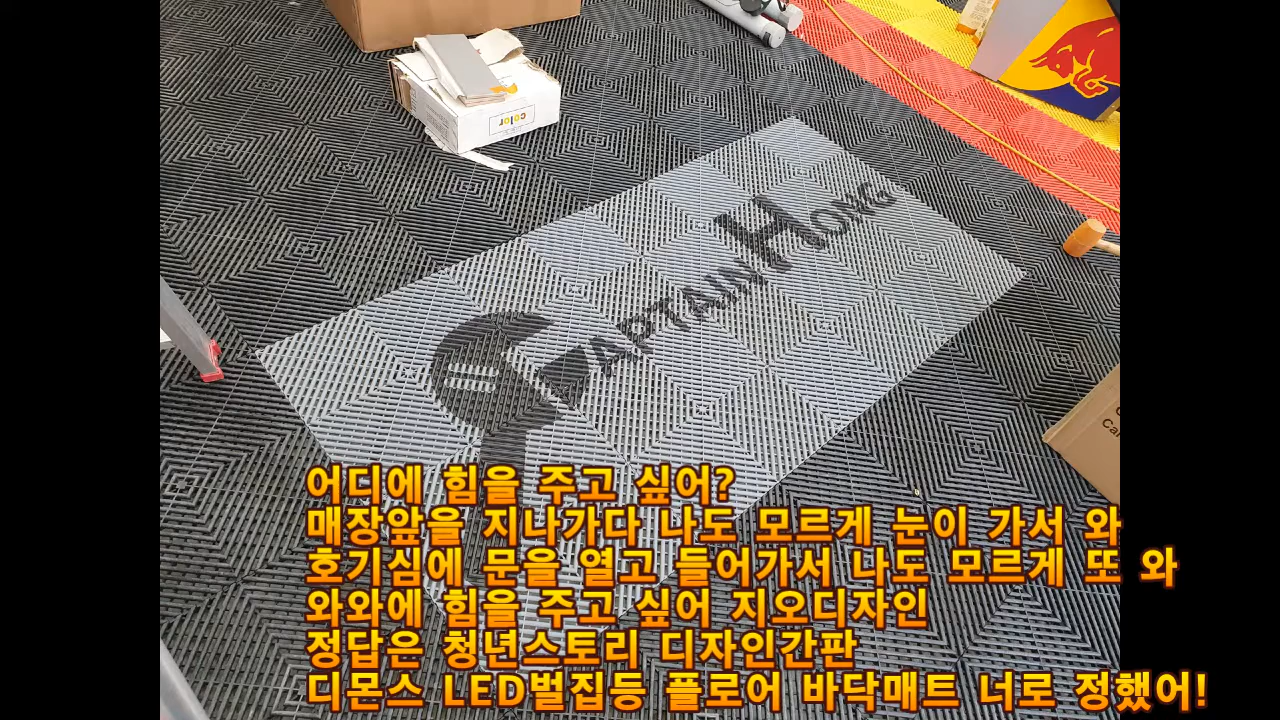 color
CAPTAIN HONG
어디에 힘을 주고 싶어?
매장앞을 지나가다 나도 모르게 눈이 가서 와
호기심에 문을 열고 들어가서 나도 모르게 또 와
와와에 힘을 주고 싶어 지오디자인
정답은 청년스토리 디자인간판
디몬스 LED벌집등 플로어 바닥매트 너로 정했어!